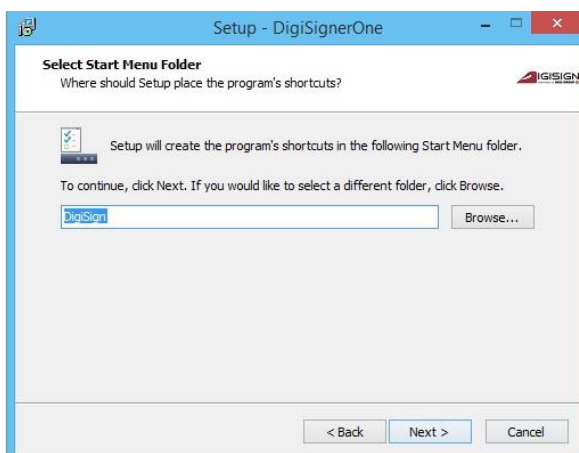 Setup - DigiSignerOne
Select Start Menu Folder
Where should Setup place the program's shortcuts?
DIGISIGN
Setup will create the program's shortcuts in the following Start Menu folder.
To continue, click Next. If you would like to select a different folder, click Browse.
DigiSign
Browse...
< Back
Next >
Cancel